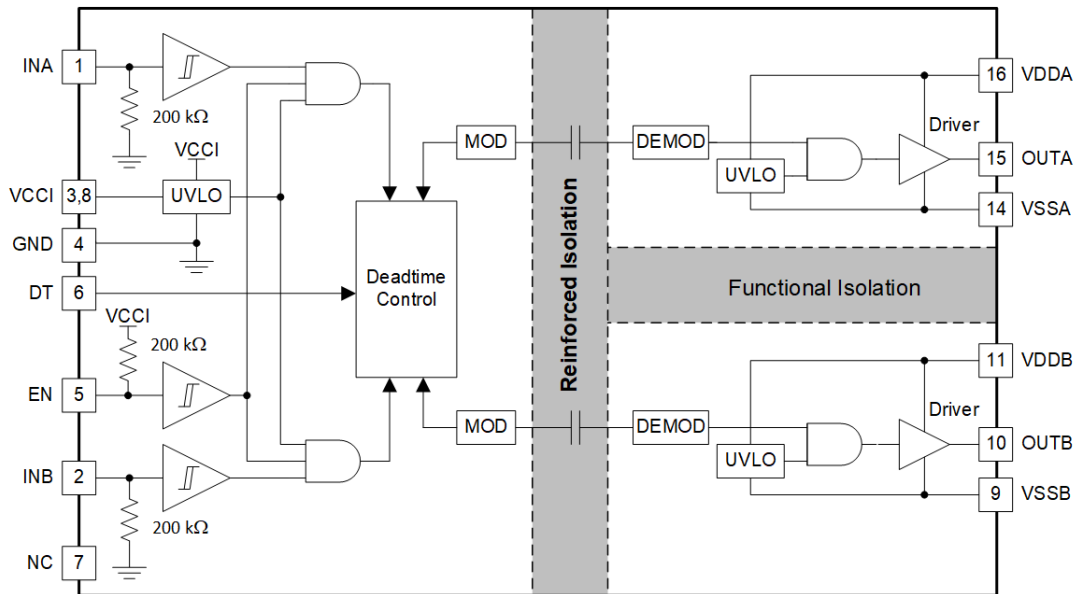 INA 1
200 kΩ
VCCI
VCCI 3,8 UVLO
GND 4
DT 6
VCCI
200 kΩ
EN 5
INB 2
200 kΩ
NC 7
Deadtime
Control
MOD
MOD
Reinforced Isolation
DEMOD
UVLO
Driver
16 VDDA
15 OUTA
14 VSSA
Functional Isolation
DEMOD
UVLO
Driver
11 VDDB
10 OUTB
9 VSSB